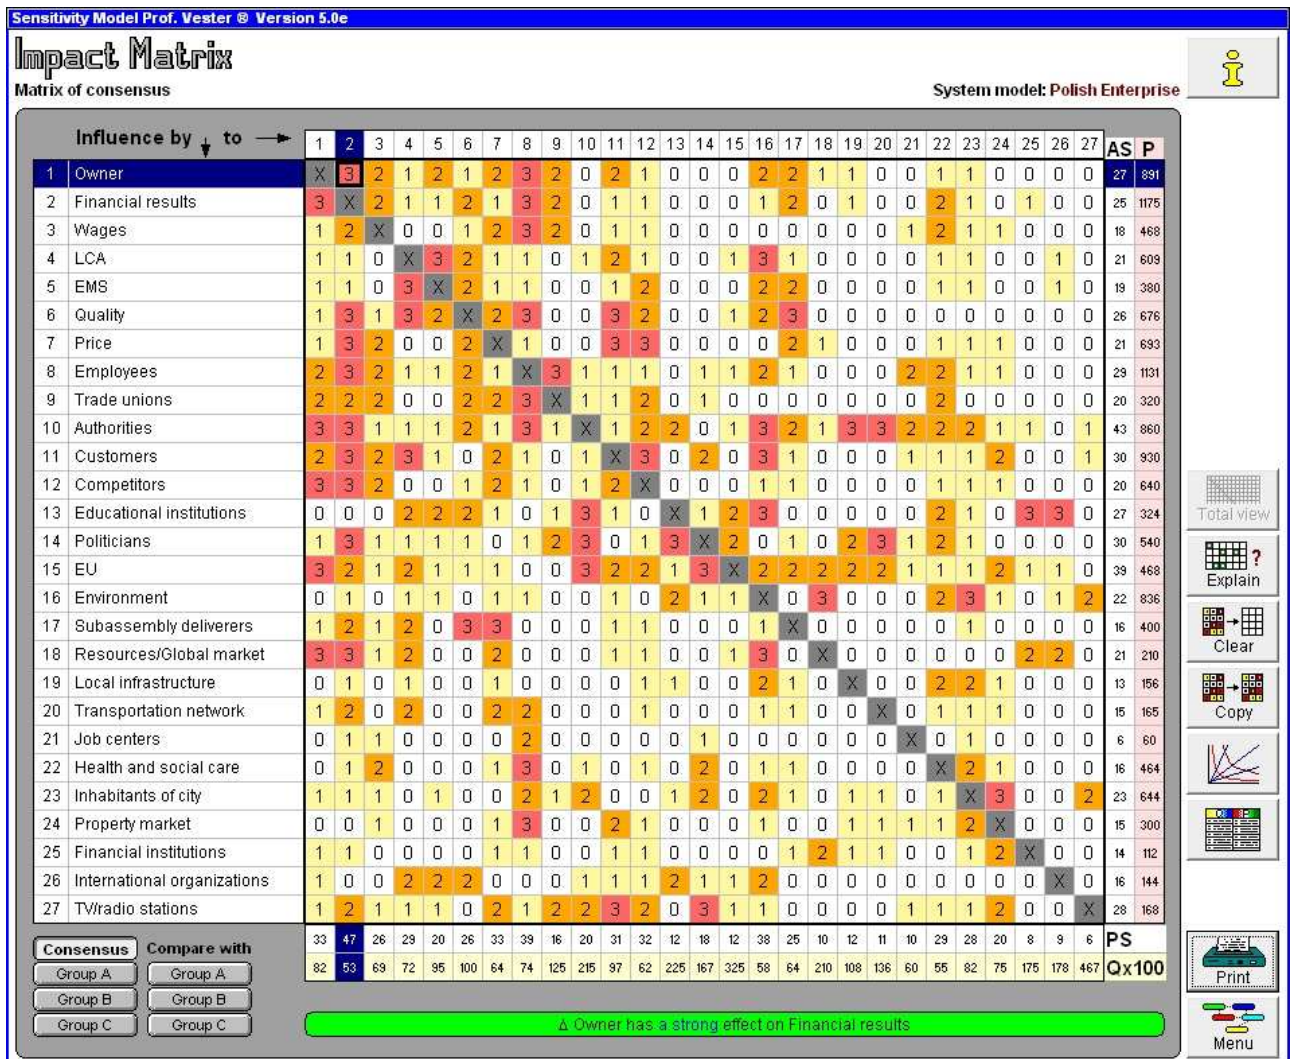 Sensitivity Model Prof. Vester ® Version 5.0e
Impact Matrix
Matrix of consensus
System model: Polish Enterprise
Influence by to
1 2 3 4 5 6 7 8 9 10 11 12 13 14 15 16 17 18 19 20 21 22 23 24 25 26 27 AS P
1 Owner X 3 2 1 2 1 2 3 2 0 2 1 0 0 0 2 2 1 1 0 0 1 1 0 0 0 0 27 891
2 Financial results 3 X 2 1 1 2 1 3 2 0 1 1 0 0 0 1 2 0 1 0 0 2 1 0 1 0 0 25 1175
3 Wages 1 2 X 0 0 1 2 3 2 0 1 1 0 0 0 0 0 0 0 0 1 2 1 1 0 0 0 18 468
4 LCA 1 1 0 X 3 2 1 1 0 1 2 1 0 0 1 3 1 0 0 0 0 1 1 0 0 1 0 21 609
5 EMS 1 1 0 3 X 2 1 1 0 0 1 2 0 0 0 2 2 0 0 0 0 1 1 0 0 1 0 19 380
6 Quality 1 3 1 3 2 X 2 3 0 0 3 2 0 0 1 2 3 0 0 0 0 0 0 0 0 0 0 26 676
7 Price 1 3 2 0 0 2 X 1 0 0 3 3 0 0 0 0 2 1 0 0 0 1 1 1 0 0 0 21 693
8 Employees 2 3 2 1 1 2 1 X 3 1 1 1 0 1 1 2 1 0 0 0 2 2 1 1 0 0 0 29 1131
9 Trade unions 2 2 2 0 0 2 2 3 X 1 1 2 0 1 0 0 0 0 0 0 0 2 0 0 0 0 0 20 320
10 Authorities 3 3 1 1 1 2 1 3 1 X 1 2 2 0 1 3 2 1 3 3 2 2 2 1 1 0 1 43 860
11 Customers 2 3 2 3 1 0 2 1 0 1 X 3 0 2 0 3 1 0 0 0 1 1 1 2 0 0 1 30 930
12 Competitors 3 3 2 0 0 1 2 1 0 1 2 X 0 0 0 1 1 0 0 0 0 1 1 1 0 0 0 20 640
13 Educational institutions 0 0 0 2 2 2 1 0 1 3 1 0 X 1 2 3 0 0 0 0 0 2 1 0 3 3 0 27 324
14 Politicians 1 3 1 1 1 1 0 1 2 3 0 1 3 X 2 0 1 0 2 3 1 2 1 0 0 0 0 30 540
15 EU 3 2 1 2 1 1 1 0 0 3 2 2 1 3 X 2 2 2 2 2 1 1 1 2 1 1 0 39 468
16 Environment 0 1 0 1 0 1 1 0 0 1 0 1 2 1 1 X 0 3 0 0 0 2 3 1 0 1 2 22 836
17 Subassembly deliverers 1 2 1 2 0 3 3 0 0 0 1 1 0 0 0 1 X 0 0 0 0 0 1 0 0 0 0 16 400
18 Resources/Global market 3 3 1 2 0 0 2 0 0 0 1 1 0 0 1 3 0 X 0 0 0 0 0 0 2 2 0 21 210
19 Local infrastructure 0 1 0 1 0 0 1 0 0 0 0 1 1 0 0 2 1 0 X 0 0 2 2 1 0 0 0 13 156
20 Transportation network 1 2 0 2 0 0 2 2 0 0 0 1 0 0 0 1 1 0 0 X 0 1 1 1 0 0 0 15 165
21 Job centers 0 1 1 0 0 0 0 2 0 0 0 0 0 1 0 0 0 0 0 0 X 0 1 0 0 0 0 6 60
22 Health and social care 0 1 2 0 0 0 1 3 0 1 0 1 0 2 0 1 1 0 0 0 0 X 2 1 0 0 0 16 464
23 Inhabitants of city 1 1 1 0 1 0 0 2 1 2 0 0 1 2 0 2 1 0 1 1 0 1 X 3 0 0 2 23 644
24 Property market 0 0 1 0 0 0 1 3 0 0 2 1 0 0 0 1 0 0 1 1 1 1 2 X 0 0 0 15 300
25 Financial institutions 1 1 0 0 0 0 1 1 0 0 1 1 0 0 0 0 1 2 1 1 0 0 1 2 X 0 0 14 112
26 International organizations 1 0 0 2 2 2 0 0 0 1 1 1 2 1 1 2 0 0 0 0 0 0 0 0 0 X 0 16 144
27 TV/radio stations 1 2 1 1 1 0 2 1 2 2 3 2 0 3 1 1 0 0 0 0 1 1 1 2 0 0 X 28 168
33 47 26 29 20 26 33 39 16 20 31 32 12 18 12 38 25 10 12 11 10 29 28 20 8 9 6 PS
82 53 69 72 95 100 64 74 125 215 97 62 225 167 325 58 64 210 108 136 60 55 82 75 175 178 467 Qx100
Consensus Compare with
Group A Group A
Group B Group B
Group C Group C
Δ Owner has a strong effect on Financial results
Total view
?
Explain
Clear
Copy
Print
Menu